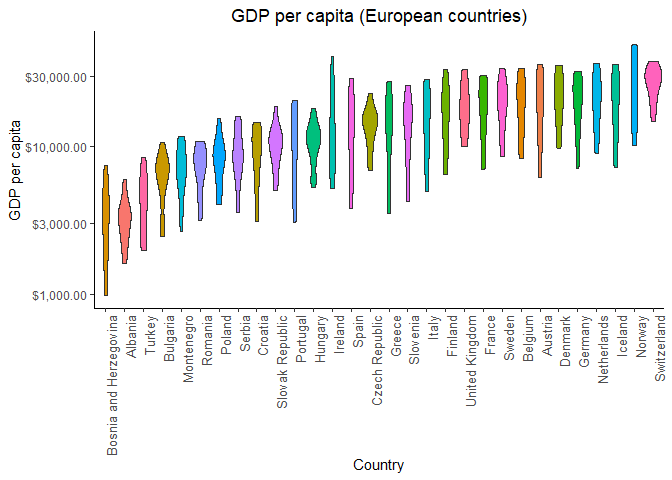 GDP per capita (European countries)
GDP per capita
$30,000.00
$10,000.00
$3,000.00
$1,000.00
Bosnia and Herzegovina
Albania
Turkey
Bulgaria
Montenegro
Romania
Poland
Serbia
Croatia
Slovak Republic
Portugal
Hungary
Ireland
Spain
Czech Republic
Greece
Slovenia
Italy
Finland
United Kingdom
France
Sweden
Belgium
Austria
Denmark
Germany
Netherlands
Iceland
Norway
Switzerland
Country